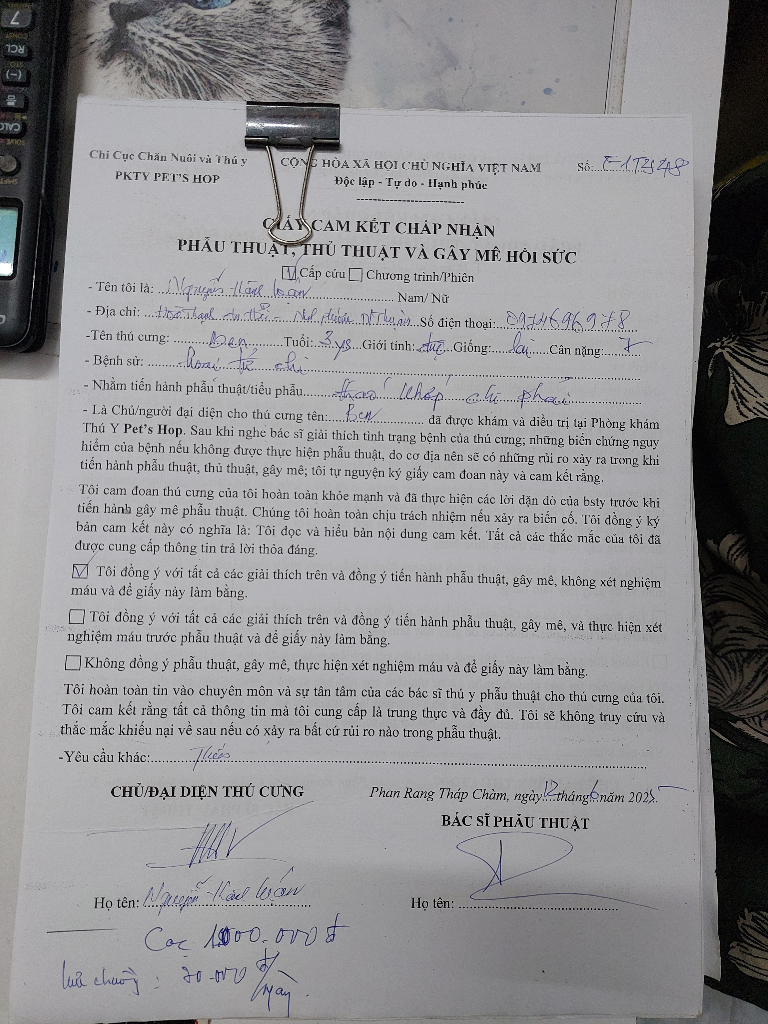 Chi Cục Chăn Nuôi và Thú y
PKTY PET'S HOP
CỘNG HÒA XÃ HỘI CHỦ NGHĨA VIỆT NAM
Độc lập - Tự do - Hạnh phúc
Số:
GIẤY CAM KẾT CHẤP NHẬN
PHẪU THUẬT, THỦ THUẬT VÀ GÂY MÊ HỒI SỨC
Cấp cứu Chương trình/Phiên
- Tên tôi là: Nguyễn Nam/ Nữ
- Địa chỉ: Số điện thoại: 0974696978
-Tên thú cưng: Ben Tuổi: 3 ys Giới tính: đực Giống: lai Cân nặng: 7
- Bệnh sử: hoại tử chi
- Nhằm tiến hành phẫu thuật/tiểu phẫu tháo khớp chi phải
- Là Chủ/người đại diện cho thú cưng tên: Ben đã được khám và điều trị tại Phòng khám
Thú Y Pet's Hop. Sau khi nghe bác sĩ giải thích tình trạng bệnh của thú cưng; những biến chứng nguy
hiểm của bệnh nếu không được thực hiện phẫu thuật, do cơ địa nên sẽ có những rủi ro xảy ra trong khi
tiến hành phẫu thuật, thủ thuật, gây mê; tôi tự nguyện ký giấy cam đoan này và cam kết rằng,
Tôi cam đoan thú cưng của tôi hoàn toàn khỏe mạnh và đã thực hiện các lời dặn dò của bsty trước khi
tiến hành gây mê phẫu thuật. Chúng tôi hoàn toàn chịu trách nhiệm nếu xảy ra biến cố. Tôi đồng ý ký
bản cam kết này có nghĩa là: Tôi đọc và hiểu bản nội dung cam kết. Tất cả các thắc mắc của tôi đã
được cung cấp thông tin trả lời thỏa đáng.
Tôi đồng ý với tất cả các giải thích trên và đồng ý tiến hành phẫu thuật, gây mê, không xét nghiệm
máu và để giấy này làm bằng.
Tôi đồng ý với tất cả các giải thích trên và đồng ý tiến hành phẫu thuật, gây mê, và thực hiện xét
nghiệm máu trước phẫu thuật và để giấy này làm bằng.
Không đồng ý phẫu thuật, gây mê, thực hiện xét nghiệm máu và để giấy này làm bằng.
Tôi hoàn toàn tin vào chuyên môn và sự tân tâm của các bác sĩ thú y phẫu thuật cho thú cưng của tôi.
Tôi cam kết rằng tất cả thông tin mà tôi cung cấp là trung thực và đầy đủ. Tôi sẽ không truy cứu và
thắc mắc khiếu nại về sau nếu có xảy ra bất cứ rủi ro nào trong phẫu thuật.
-Yêu cầu khác:
CHỦ/ĐẠI DIỆN THÚ CƯNG
Phan Rang Tháp Chàm, ngày 12 tháng 6 năm 2025
BÁC SĨ PHẪU THUẬT
Họ tên: Nguyễn
Họ tên:
Cọc 1.000.000 đ
lưu chuồng: 70.000 đ/ngày
7
RCL
(-)